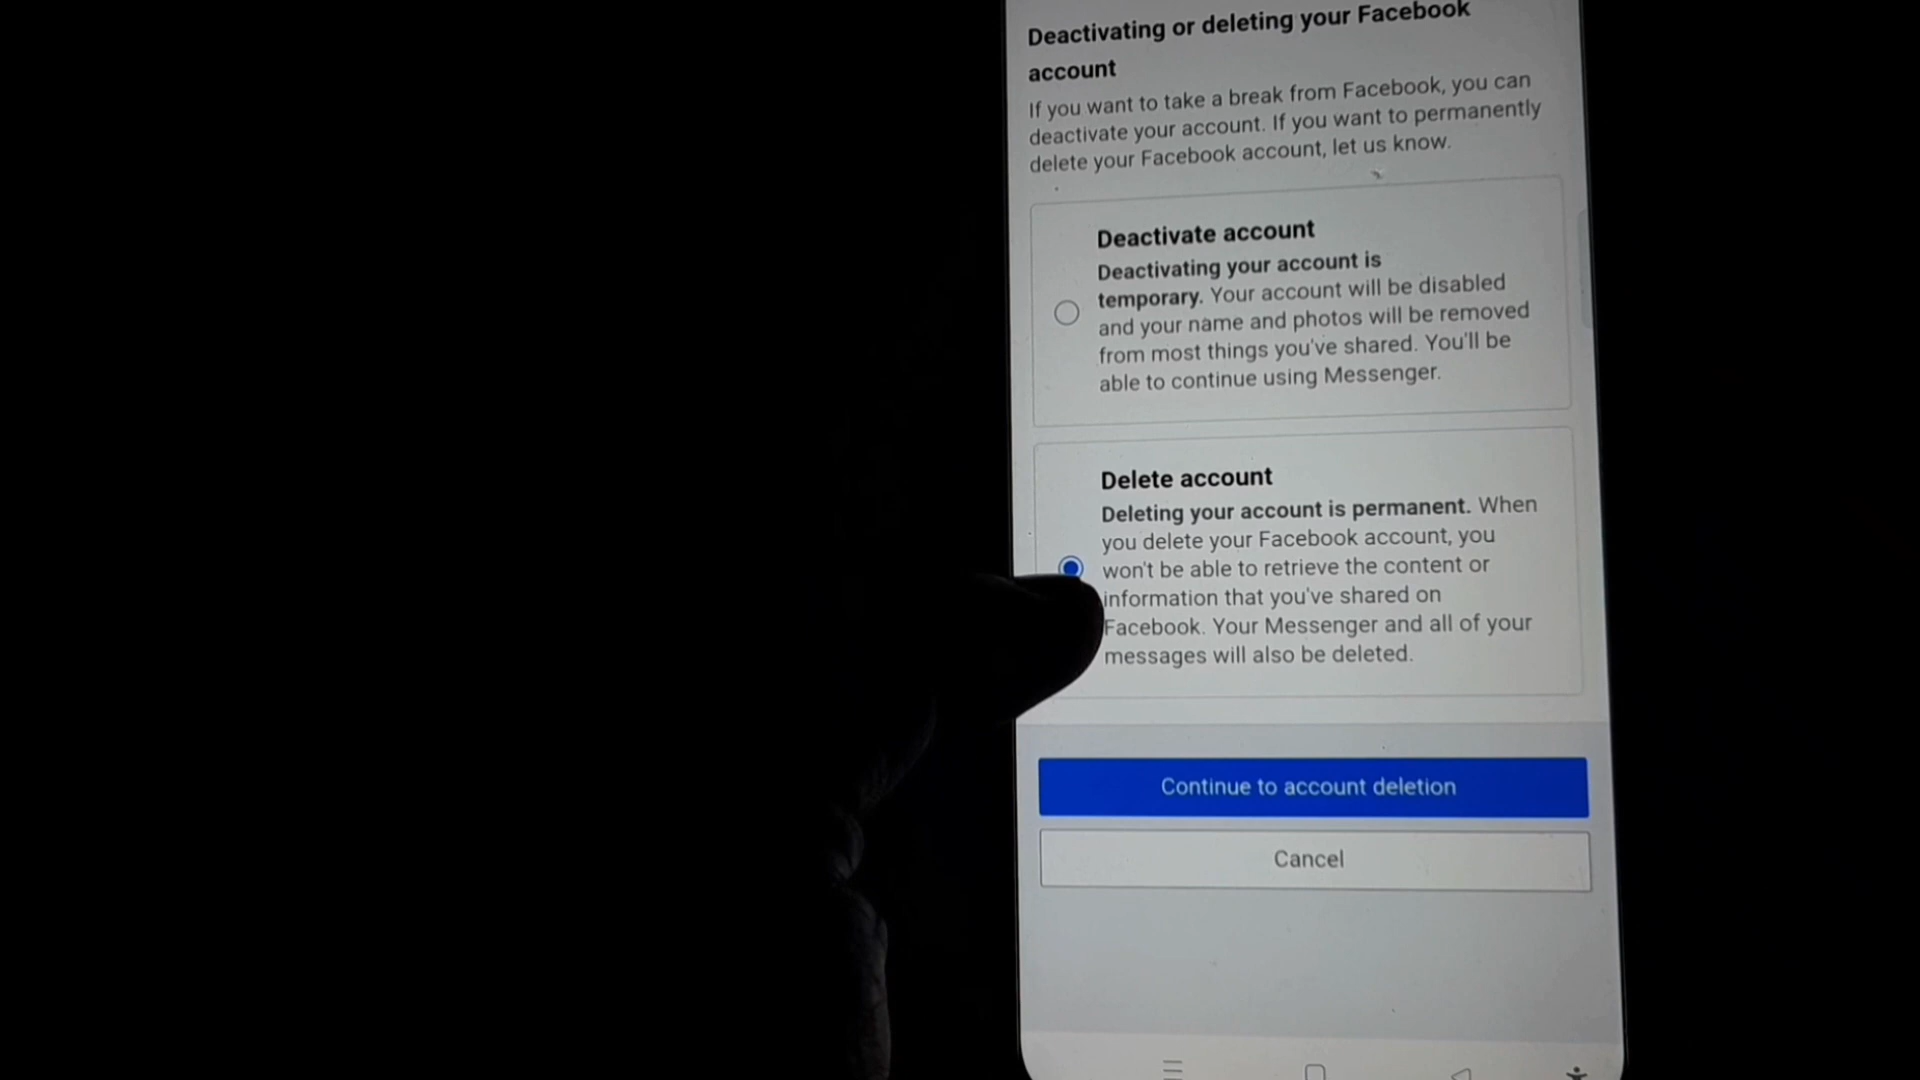 Deactivating or deleting your Facebook
account
If you want to take a break from Facebook, you can
deactivate your account. If you want to permanently
delete your Facebook account, let us know.
Deactivate account
Deactivating your account is
temporary. Your account will be disabled
and your name and photos will be removed
from most things you've shared. You'll be
able to continue using Messenger.
Delete account
Deleting your account is permanent. When
you delete your Facebook account, you
won't be able to retrieve the content or
information that you've shared on
Facebook. Your Messenger and all of your
messages will also be deleted.
Continue to account deletion
Cancel